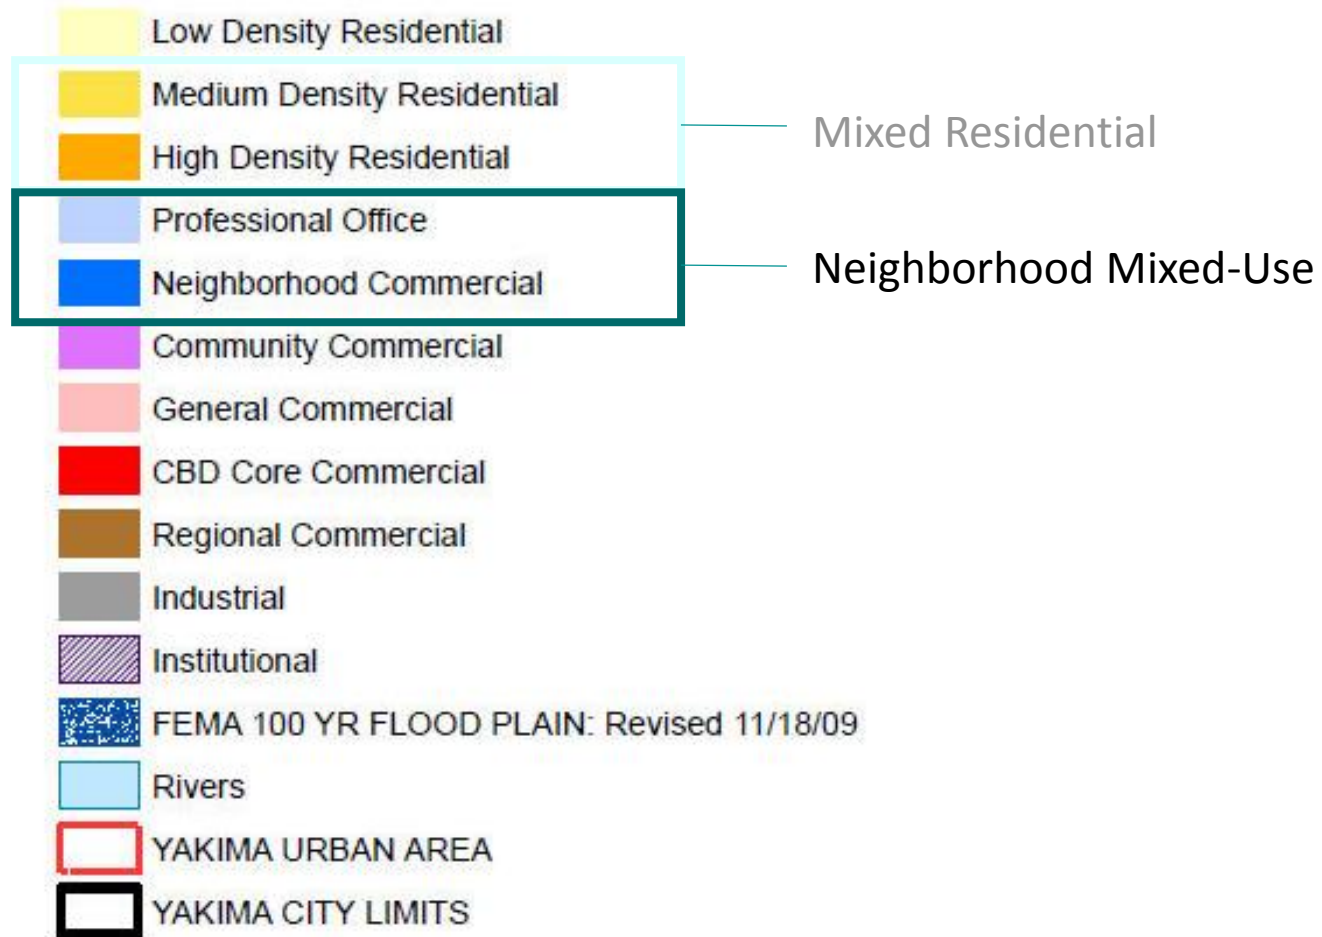 Low Density Residential
Medium Density Residential
High Density Residential
Mixed Residential
Professional Office
Neighborhood Commercial
Neighborhood Mixed-Use
Community Commercial
General Commercial
CBD Core Commercial
Regional Commercial
Industrial
Institutional
FEMA 100 YR FLOOD PLAIN: Revised 11/18/09
Rivers
YAKIMA URBAN AREA
YAKIMA CITY LIMITS